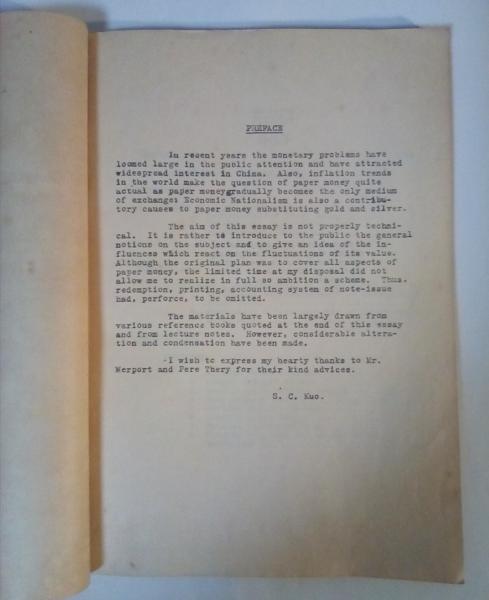 PREFACE
In resent years the monetary problems have
loomed large in the public attention and have attracted
widespread interest in China. Also, inflation trends
in the world make the question of paper money quite
actual as paper moneygradually becomes the only medium
of exchange: Economic Nationalism is also a contribu-
tory causes to paper money substituting gold and silver.
The aim of this essay is not properly techni-
cal. It is rather to introduce to the public the general
notions on the subject and to give an idea of the in-
fluences which react on the fluctuations of its value.
Although the original plan was to cover all aspects of
paper money, the limited time at my disposal did not
allow me to realize in full so ambition a scheme. Thus.
redemption, printing, accounting system of note-issue
had, perforce, to be omitted.
The materials have been largely drawn from
various reference books quoted at the end of this essay
and from lecture notes. However, considerable altera-
tion and condensation have been made.
I wish to express my hearty thanks to Mr.
Werport and Pere Thery for their kind advices.
S. C. Kuo.